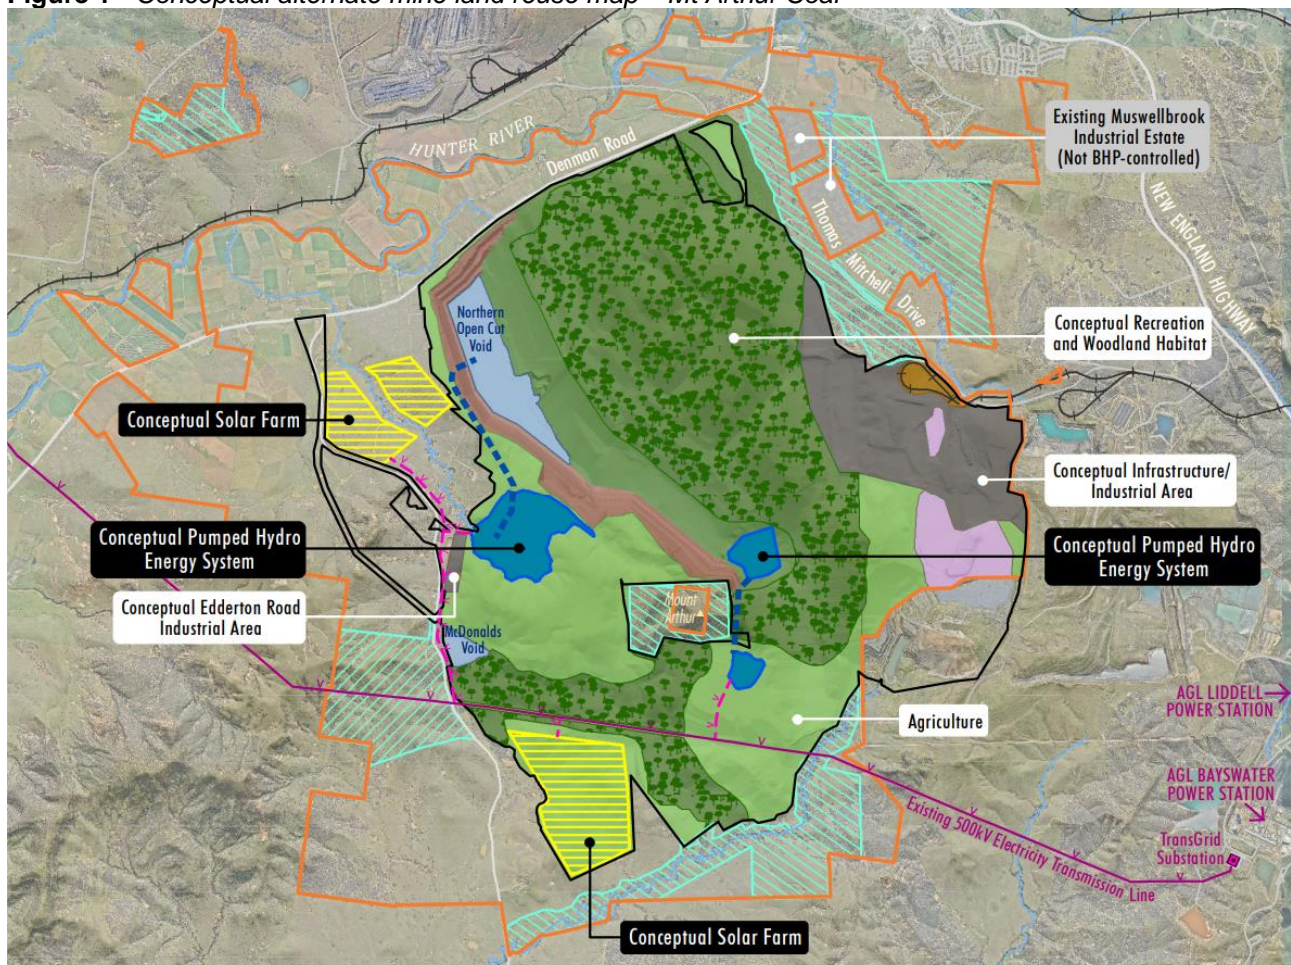 Figure 1 – Conceptual alternate mine land reuse map – Mt Arthur Coal
HUNTER RIVER
Denman Road
Existing Muswellbrook
Industrial Estate
(Not BHP-controlled)
NEW ENGLAND HIGHWAY
Thomas Mitchell Drive
Northern
Open Cut
Void
Conceptual Recreation
and Woodland Habitat
Conceptual Solar Farm
Conceptual Infrastructure/
Industrial Area
Conceptual Pumped Hydro
Energy System
Conceptual Pumped Hydro
Energy System
Conceptual Edderton Road
Industrial Area
Mount
Arthur
McDonalds
Void
AGL LIDDELL
POWER STATION
Agriculture
AGL BAYSWATER
POWER STATION
TransGrid
Substation
Existing 500kV Electricity Transmission Line
Conceptual Solar Farm